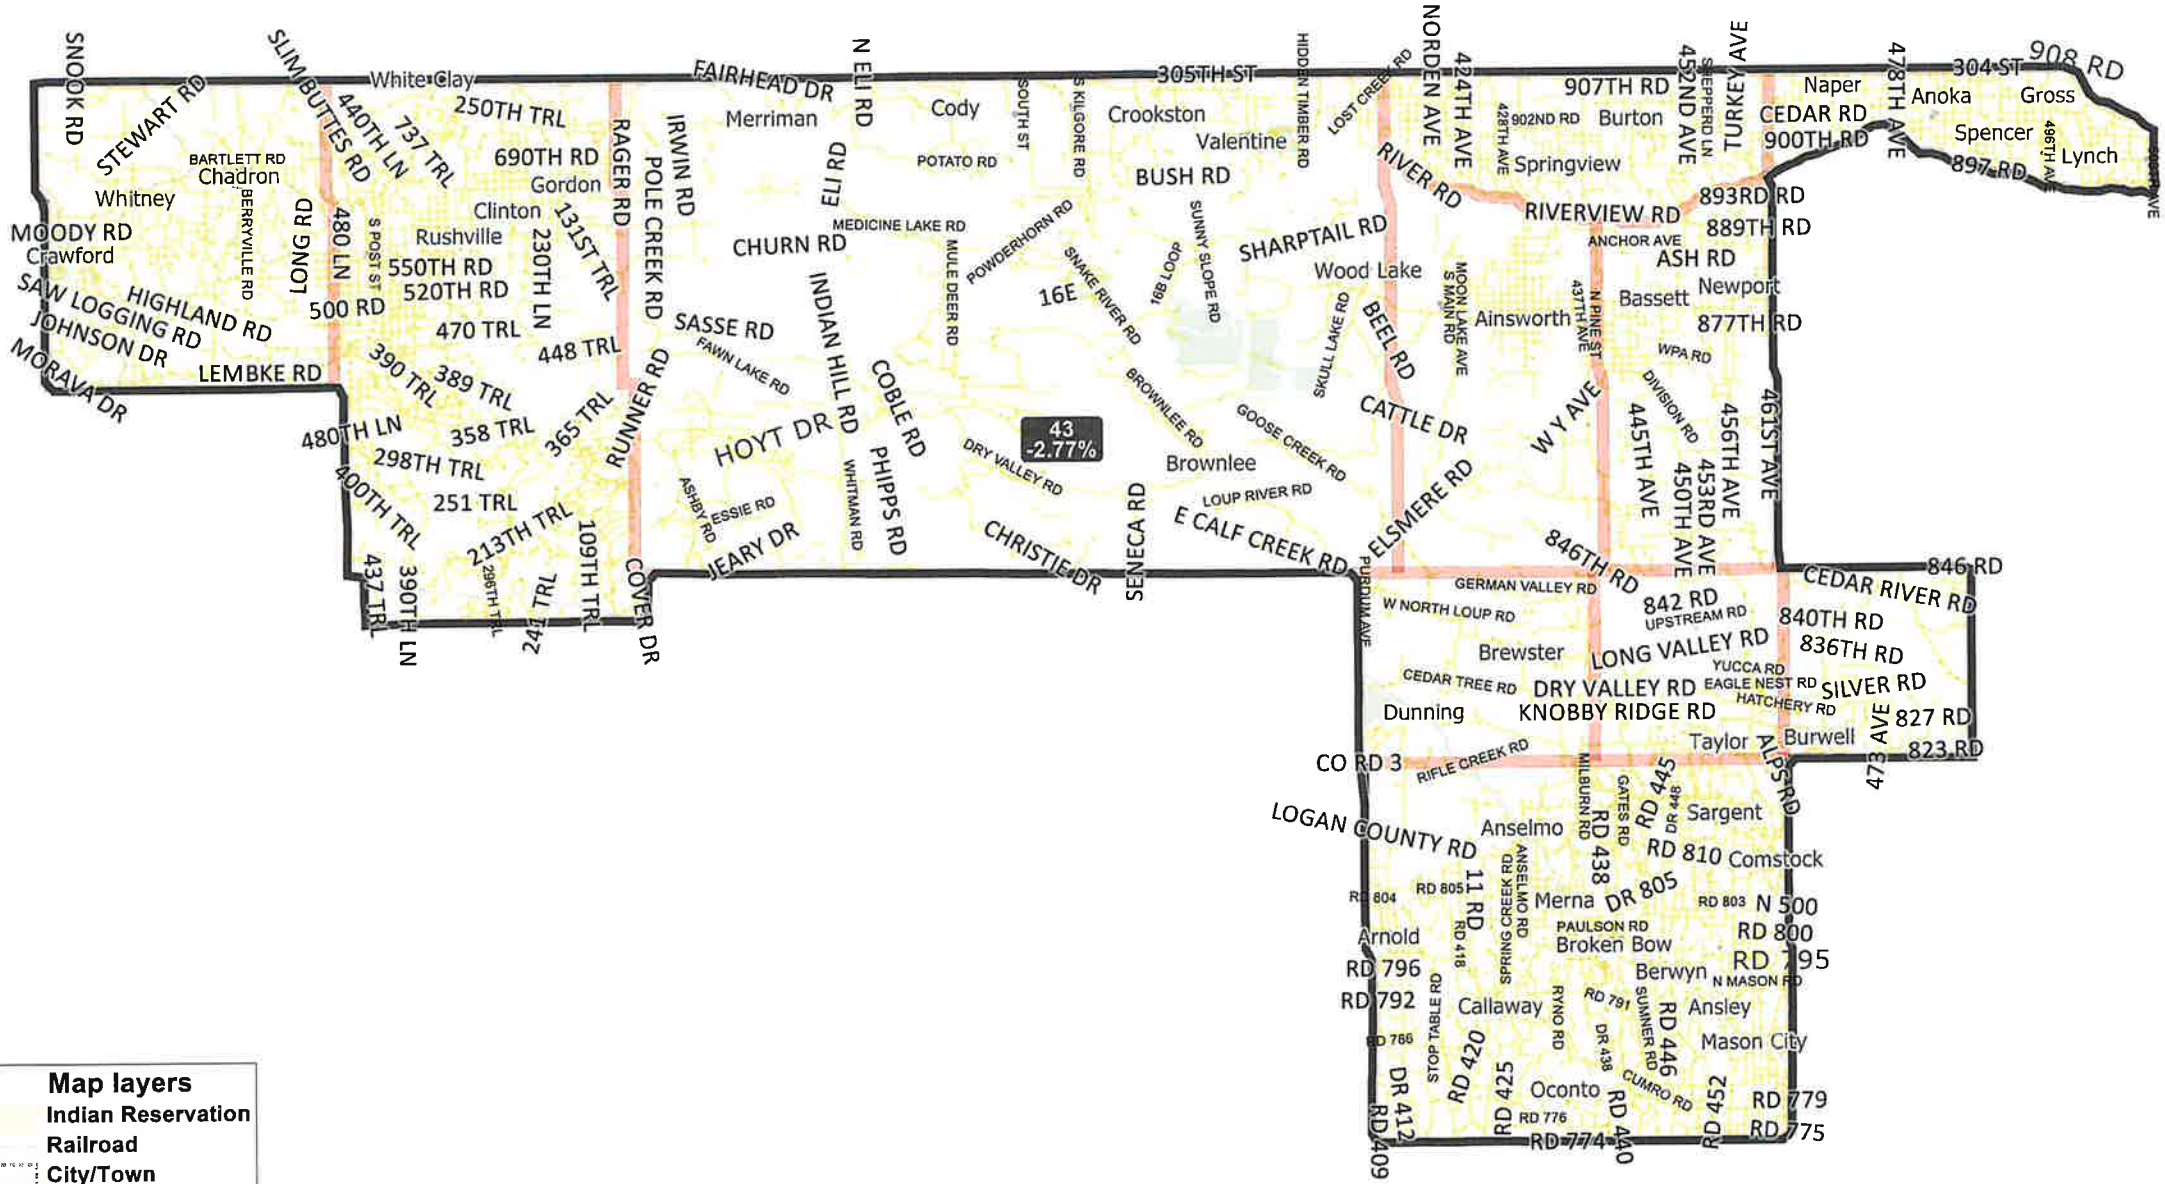 SNOOK RD
STEWART RD
SLIMBUTTES RD
White Clay
440TH LN
737 TRL
250TH TRL
FAIRHEAD DR
N ELI RD
Merriman
Cody
SOUTH ST
S KILGORE RD
305TH ST
Crookston
Valentine
HIDDEN TIMBER RD
LOST CREEK RD
NORDEN AVE
424TH AVE
428TH AVE
902ND RD
907TH RD
Burton
452ND AVE
SHEPPERD LN
TURKEY AVE
Naper
CEDAR RD
900TH RD
478TH AVE
304 ST
908 RD
Anoka
Gross
Spencer
496TH AVE
Lynch
897 RD
BARTLETT RD
Chadron
Whitney
BERRYVILLE RD
LONG RD
480 LN
S POST ST
690TH RD
Gordon
Clinton
Rushville
230TH LN
131ST TRL
RAGER RD
POLE CREEK RD
IRWIN RD
ELI RD
POTATO RD
BUSH RD
MEDICINE LAKE RD
CHURN RD
MULE DEER RD
POWDERHORN RD
SNAKE RIVER RD
16B LOOP
SUNNY SLOPE RD
SHARPTAIL RD
RIVER RD
Springview
RIVERVIEW RD
893RD RD
889TH RD
ANCHOR AVE
ASH RD
MOODY RD
Crawford
SAW LOGGING RD
HIGHLAND RD
JOHNSON DR
MORAVA DR
LEMBKE RD
550TH RD
520TH RD
500 RD
470 TRL
448 TRL
SASSE RD
FAWN LAKE RD
INDIAN HILL RD
16E
Wood Lake
SKULL LAKE RD
BEEL RD
MOON LAKE AVE
S MAIN RD
Ainsworth
437TH AVE
N PINE ST
Bassett
Newport
877TH RD
WPA RD
390 TRL
389 TRL
358 TRL
365 TRL
RUNNER RD
HOYT DR
COBLE RD
BROWNLEE RD
GOOSE CREEK RD
CATTLE DR
W Y AVE
DIVISION RD
445TH AVE
456TH AVE
461ST AVE
480TH LN
298TH TRL
400TH TRL
251 TRL
213TH TRL
109TH TRL
ASHBY RD
ESSIE RD
JEARY DR
WHITMAN RD
PHIPPS RD
DRY VALLEY RD
43
-2.77%
Brownlee
LOUP RIVER RD
SENECA RD
CHRISTIE DR
E CALF CREEK RD
ELSMERE RD
846TH RD
450TH AVE
453RD AVE
437 TRL
390TH LN
296TH TRL
241 TRL
COVER DR
PURDUM AVE
GERMAN VALLEY RD
W NORTH LOUP RD
842 RD
UPSTREAM RD
846 RD
CEDAR RIVER RD
840TH RD
836TH RD
Brewster
LONG VALLEY RD
YUCCA RD
CEDAR TREE RD
DRY VALLEY RD
EAGLE NEST RD
SILVER RD
HATCHERY RD
Dunning
KNOBBY RIDGE RD
827 RD
473 AVE
Taylor
Burwell
823 RD
ALPS RD
CO RD 3
RIFLE CREEK RD
MILBURN RD
GATES RD
RD 445
DR 448
Sargent
LOGAN COUNTY RD
Anselmo
RD 438
RD 810
Comstock
RD 804
RD 805
11 RD
SPRING CREEK RD
ANSELMO RD
Merna
DR 805
RD 803
N 500
PAULSON RD
RD 800
Arnold
RD 418
Broken Bow
RD 795
RD 796
Berwyn
N MASON RD
RD 792
STOP TABLE RD
Callaway
RYNO RD
RD 791
SUMNER RD
RD 446
Ansley
RD 786
RD 420
DR 438
Mason City
DR 412
RD 425
Oconto
CUMRO RD
RD 452
RD 779
RD 776
RD 440
RD 775
RD 774
RD 409
Map layers
Indian Reservation
Railroad
City/Town